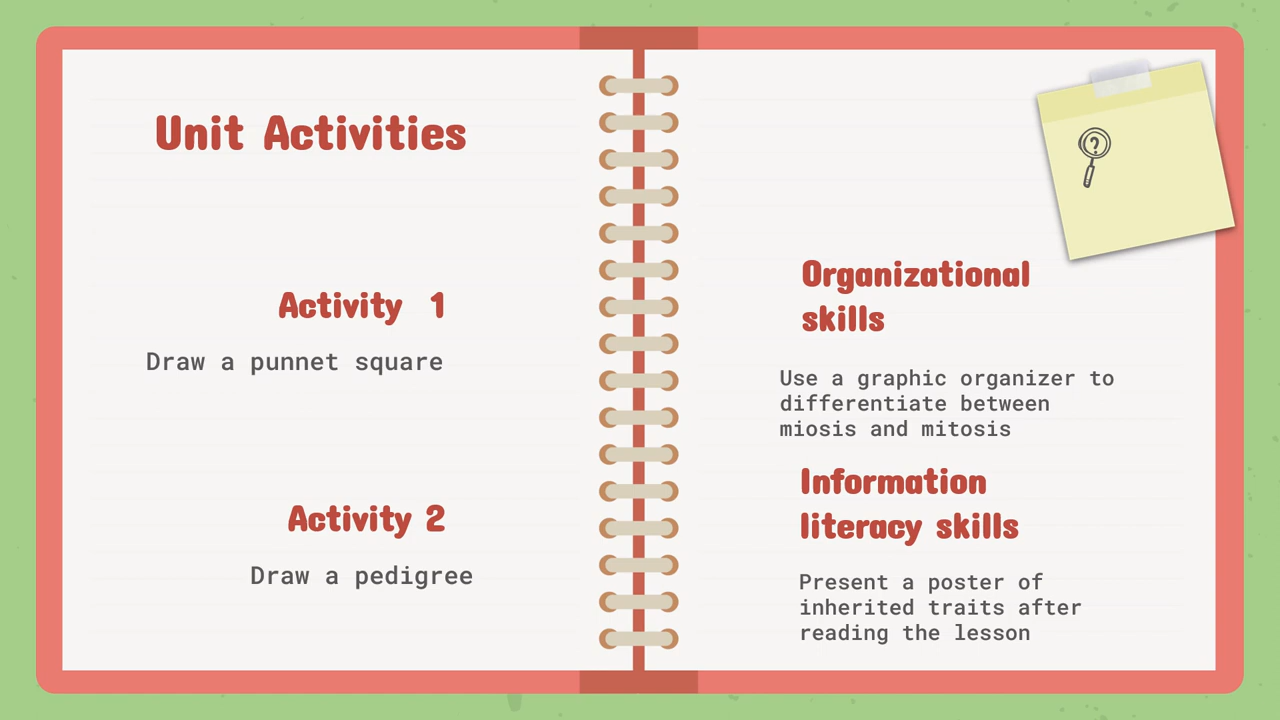 Unit Activities
Activity 1
Draw a punnet square
Activity 2
Draw a pedigree
?
Organizational
skills
Use a graphic organizer to
differentiate between
miosis and mitosis
Information
literacy skills
Present a poster of
inherited traits after
reading the lesson